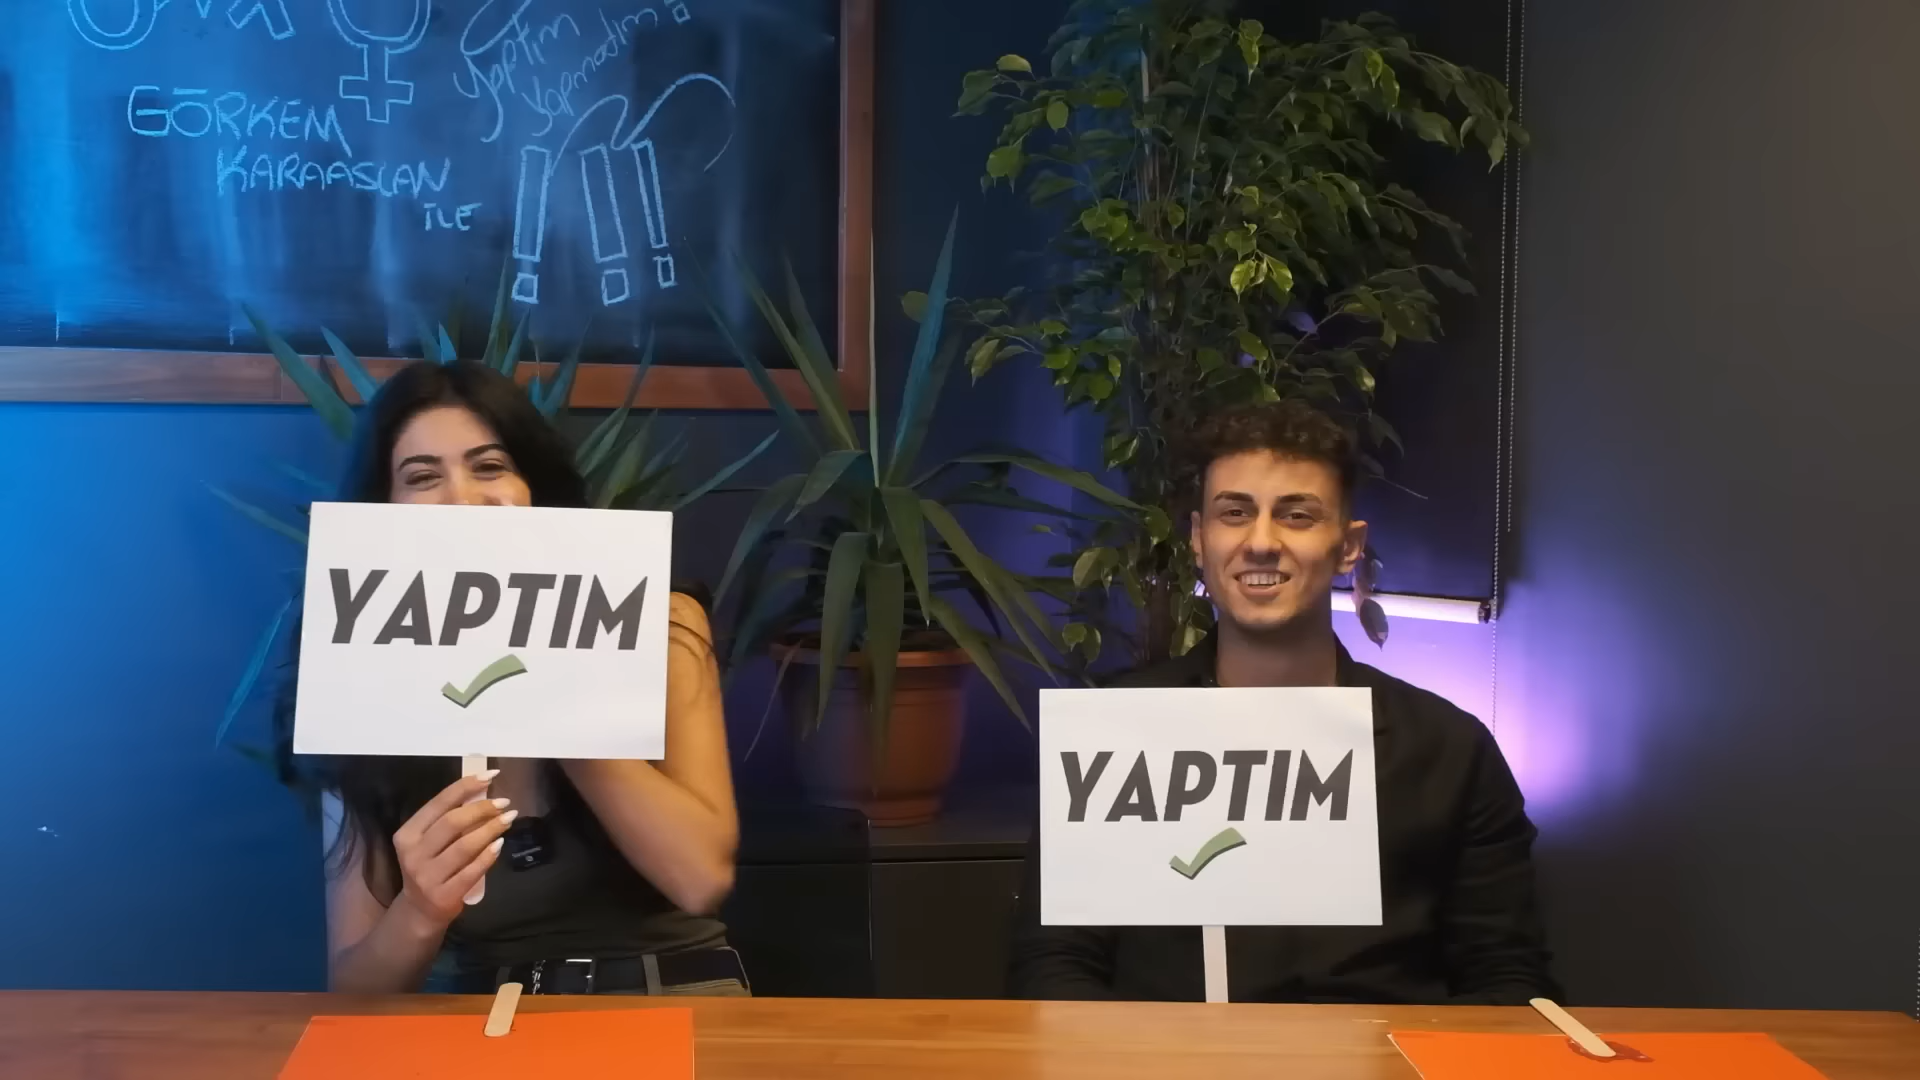 GÖRKEM
KARAASLAN
İLE
Yaptım
Yapmadım
YAPTIM
YAPTIM